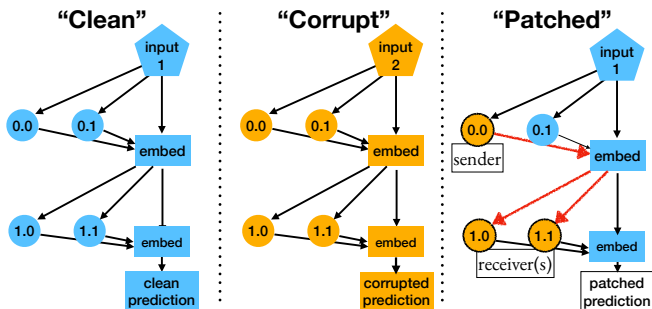 “Clean”
input
1
0.0
0.1
embed
1.0
1.1
embed
clean
prediction
“Corrupt”
input
2
0.0
0.1
embed
1.0
1.1
embed
corrupted
prediction
“Patched”
input
1
0.0
0.1
sender
embed
1.0
1.1
embed
receiver(s)
patched
prediction